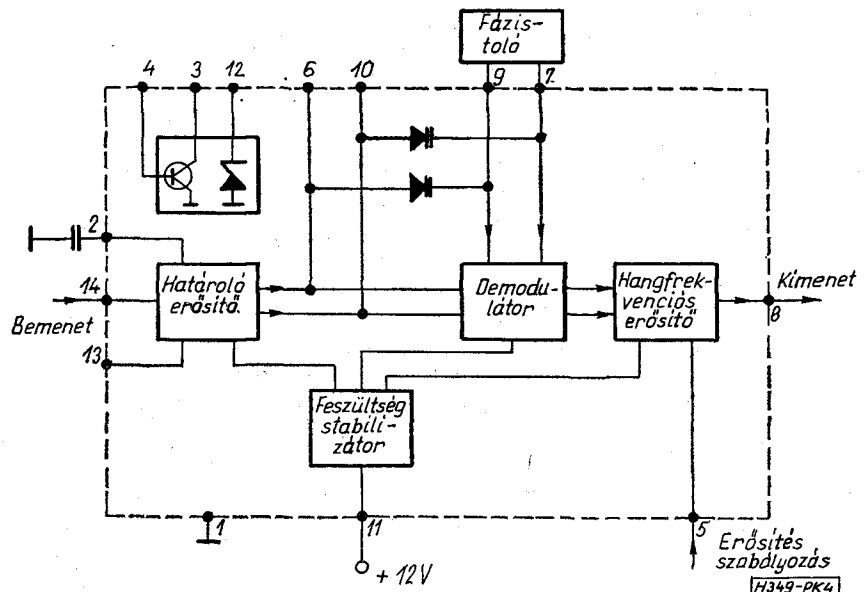 Fázis-
toló
4 3 12 6 10 9 7
2
14
Bemenet
13
Határoló
erősítő.
Demodu-
látor
Hangfrek-
venciós
erősítő
Kimenet
8
Feszültség
stabili-
zátor
1
11
5
+ 12V
Erősítés
szabályozás
H349-PK4